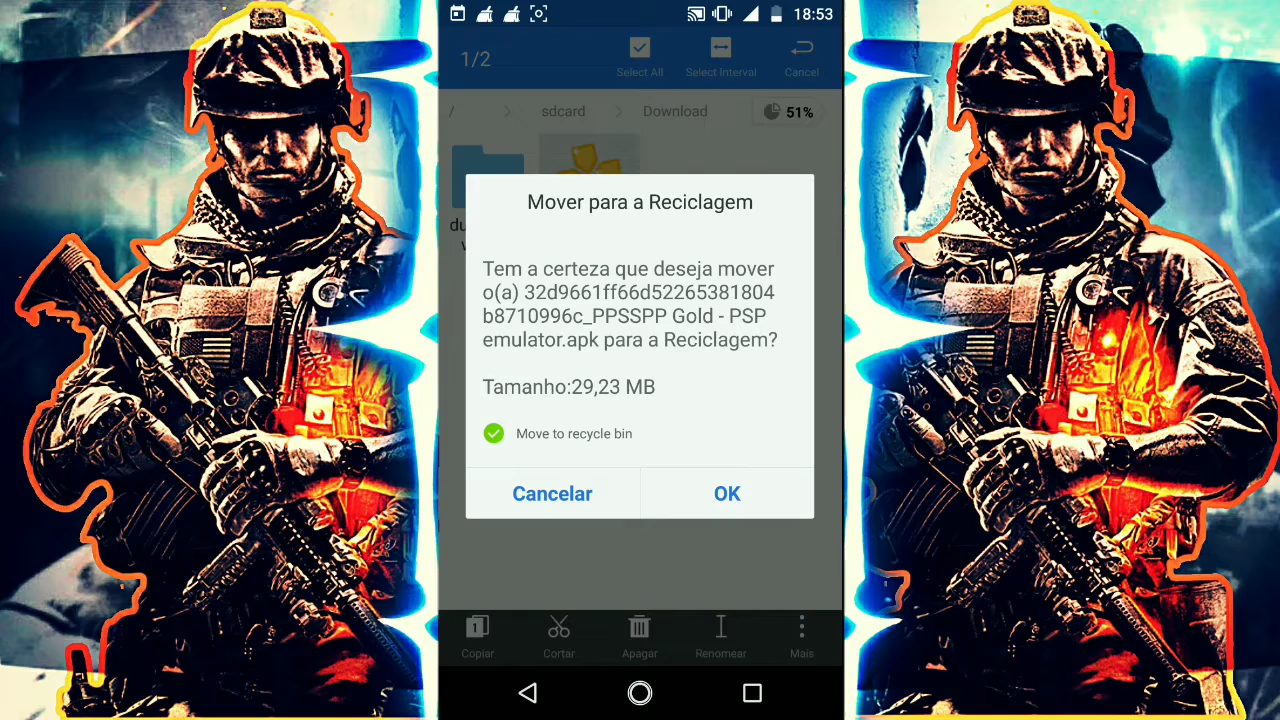 18:53
1/2
Select All
Select Interval
Cancel
/
sdcard
Download
51%
du
Mover para a Reciclagem
Tem a certeza que deseja mover
o(a) 32d9661ff66d52265381804
b8710996c_PPSSPP Gold - PSP
emulator.apk para a Reciclagem?
Tamanho:29,23 MB
Move to recycle bin
Cancelar
OK
1
Copiar
Cortar
Apagar
Renomear
Mais